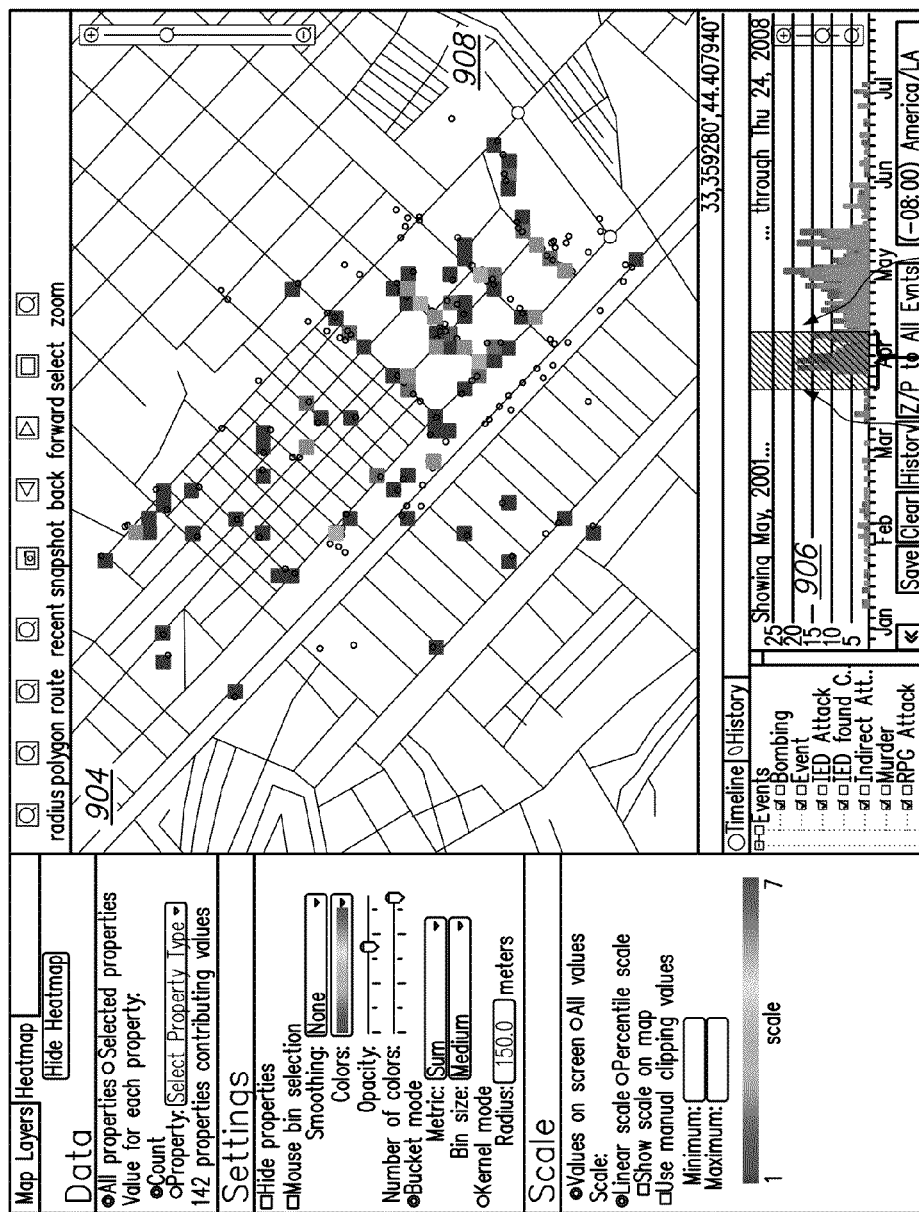 Map Layers Heatmap
Hide Heatmap
Data
All properties Selected properties
Value for each property:
Count
Property: Select Property Type
142 properties contributing values
Settings
Hide properties
Mouse bin selection
Smoothing: None
Colors:
Opacity:
Number of colors:
Bucket mode
Metric: Sum
Bin size: Medium
Kernel mode
Radius: 150.0 meters
Scale
Values on screen All values
Scale:
Linear scale Percentile scale
Show scale on map
Use manual clipping values
Minimum:
Maximum:
1 scale 7
radius polygon route recent snapshot back forward select zoom
904
908
33,359280°,44.407940°
Timeline History
Events
Bombing
Event
IED Attack
IED found C..
Indirect Att..
Murder
RPG Attack
Showing May, 2001... ... through Thu 24, 2008
25
20
15
10
5
906
Jan Feb Mar Apr May Jun Jul
« Save Clear History Z/P to All Evnts (-08:00) America/LA